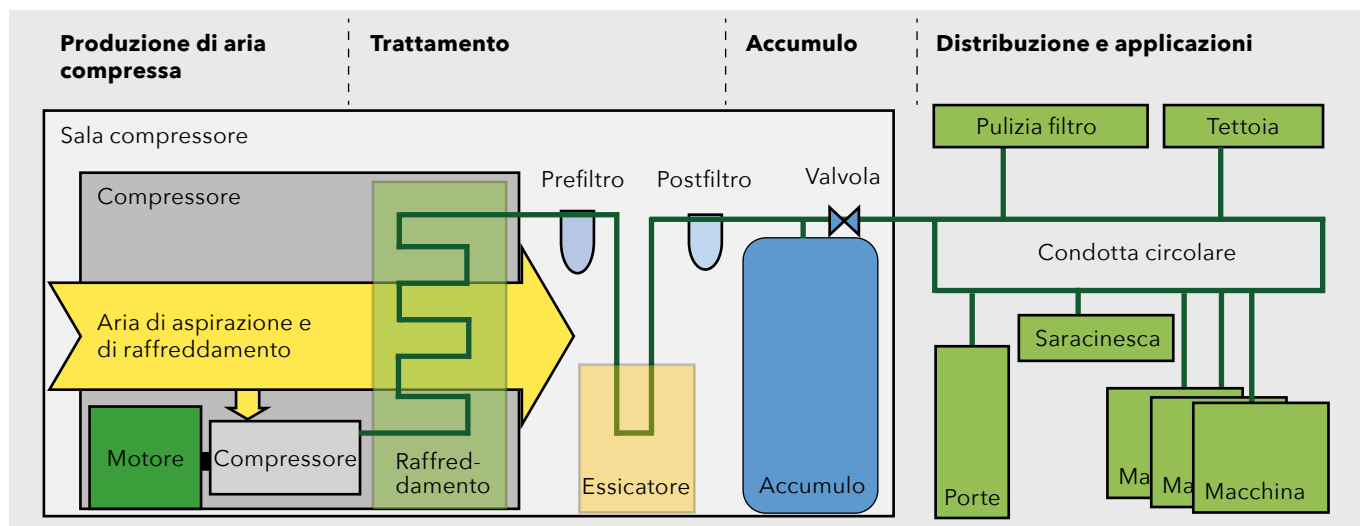 Produzione di aria
compressa
Trattamento
Accumulo
Distribuzione e applicazioni
Sala compressore
Compressore
Prefiltro
Postfiltro
Valvola
Pulizia filtro
Tettoia
Condotta circolare
Aria di aspirazione e
di raffreddamento
Saracinesca
Motore
Compressore
Raffred-
damento
Essicatore
Accumulo
Porte
Ma
Ma
Macchina